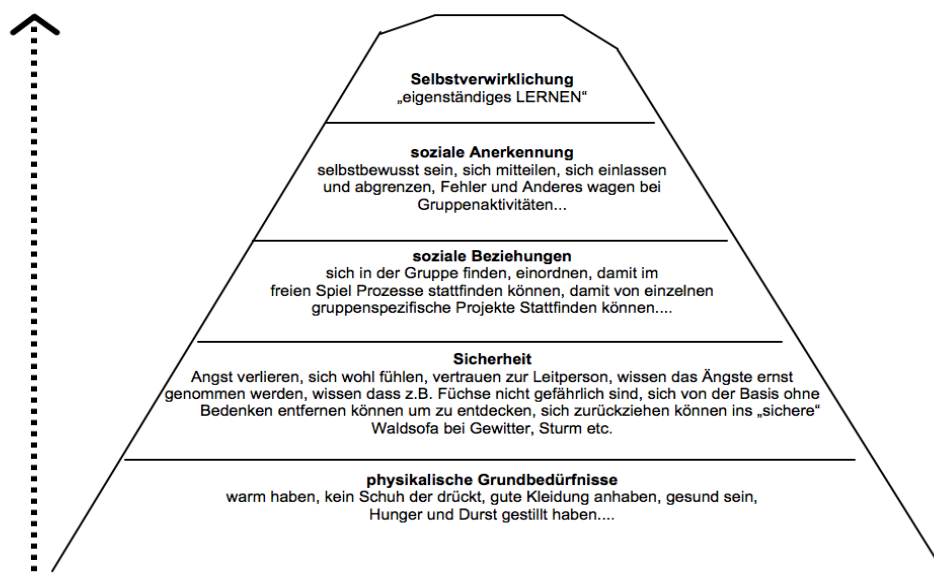 Selbstverwirklichung
„eigenständiges LERNEN“
soziale Anerkennung
selbstbewusst sein, sich mitteilen, sich einlassen
und abgrenzen, Fehler und Anderes wagen bei
Gruppenaktivitäten...
soziale Beziehungen
sich in der Gruppe finden, einordnen, damit im
freien Spiel Prozesse stattfinden können, damit von einzelnen
gruppenspezifische Projekte Stattfinden können....
Sicherheit
Angst verlieren, sich wohl fühlen, vertrauen zur Leitperson, wissen das Ängste ernst
genommen werden, wissen dass z.B. Füchse nicht gefährlich sind, sich von der Basis ohne
Bedenken entfernen können um zu entdecken, sich zurückziehen können ins „sichere“
Waldsofa bei Gewitter, Sturm etc.
physikalische Grundbedürfnisse
warm haben, kein Schuh der drückt, gute Kleidung anhaben, gesund sein,
Hunger und Durst gestillt haben....